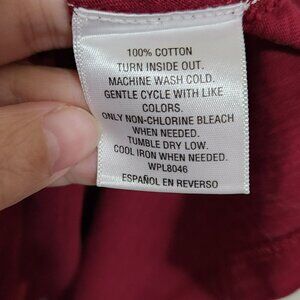 100% COTTON
TURN INSIDE OUT.
MACHINE WASH COLD.
GENTLE CYCLE WITH LIKE
COLORS.
ONLY NON-CHLORINE BLEACH
WHEN NEEDED.
TUMBLE DRY LOW.
COOL IRON WHEN NEEDED.
WPL8046
ESPAÑOL EN REVERSO